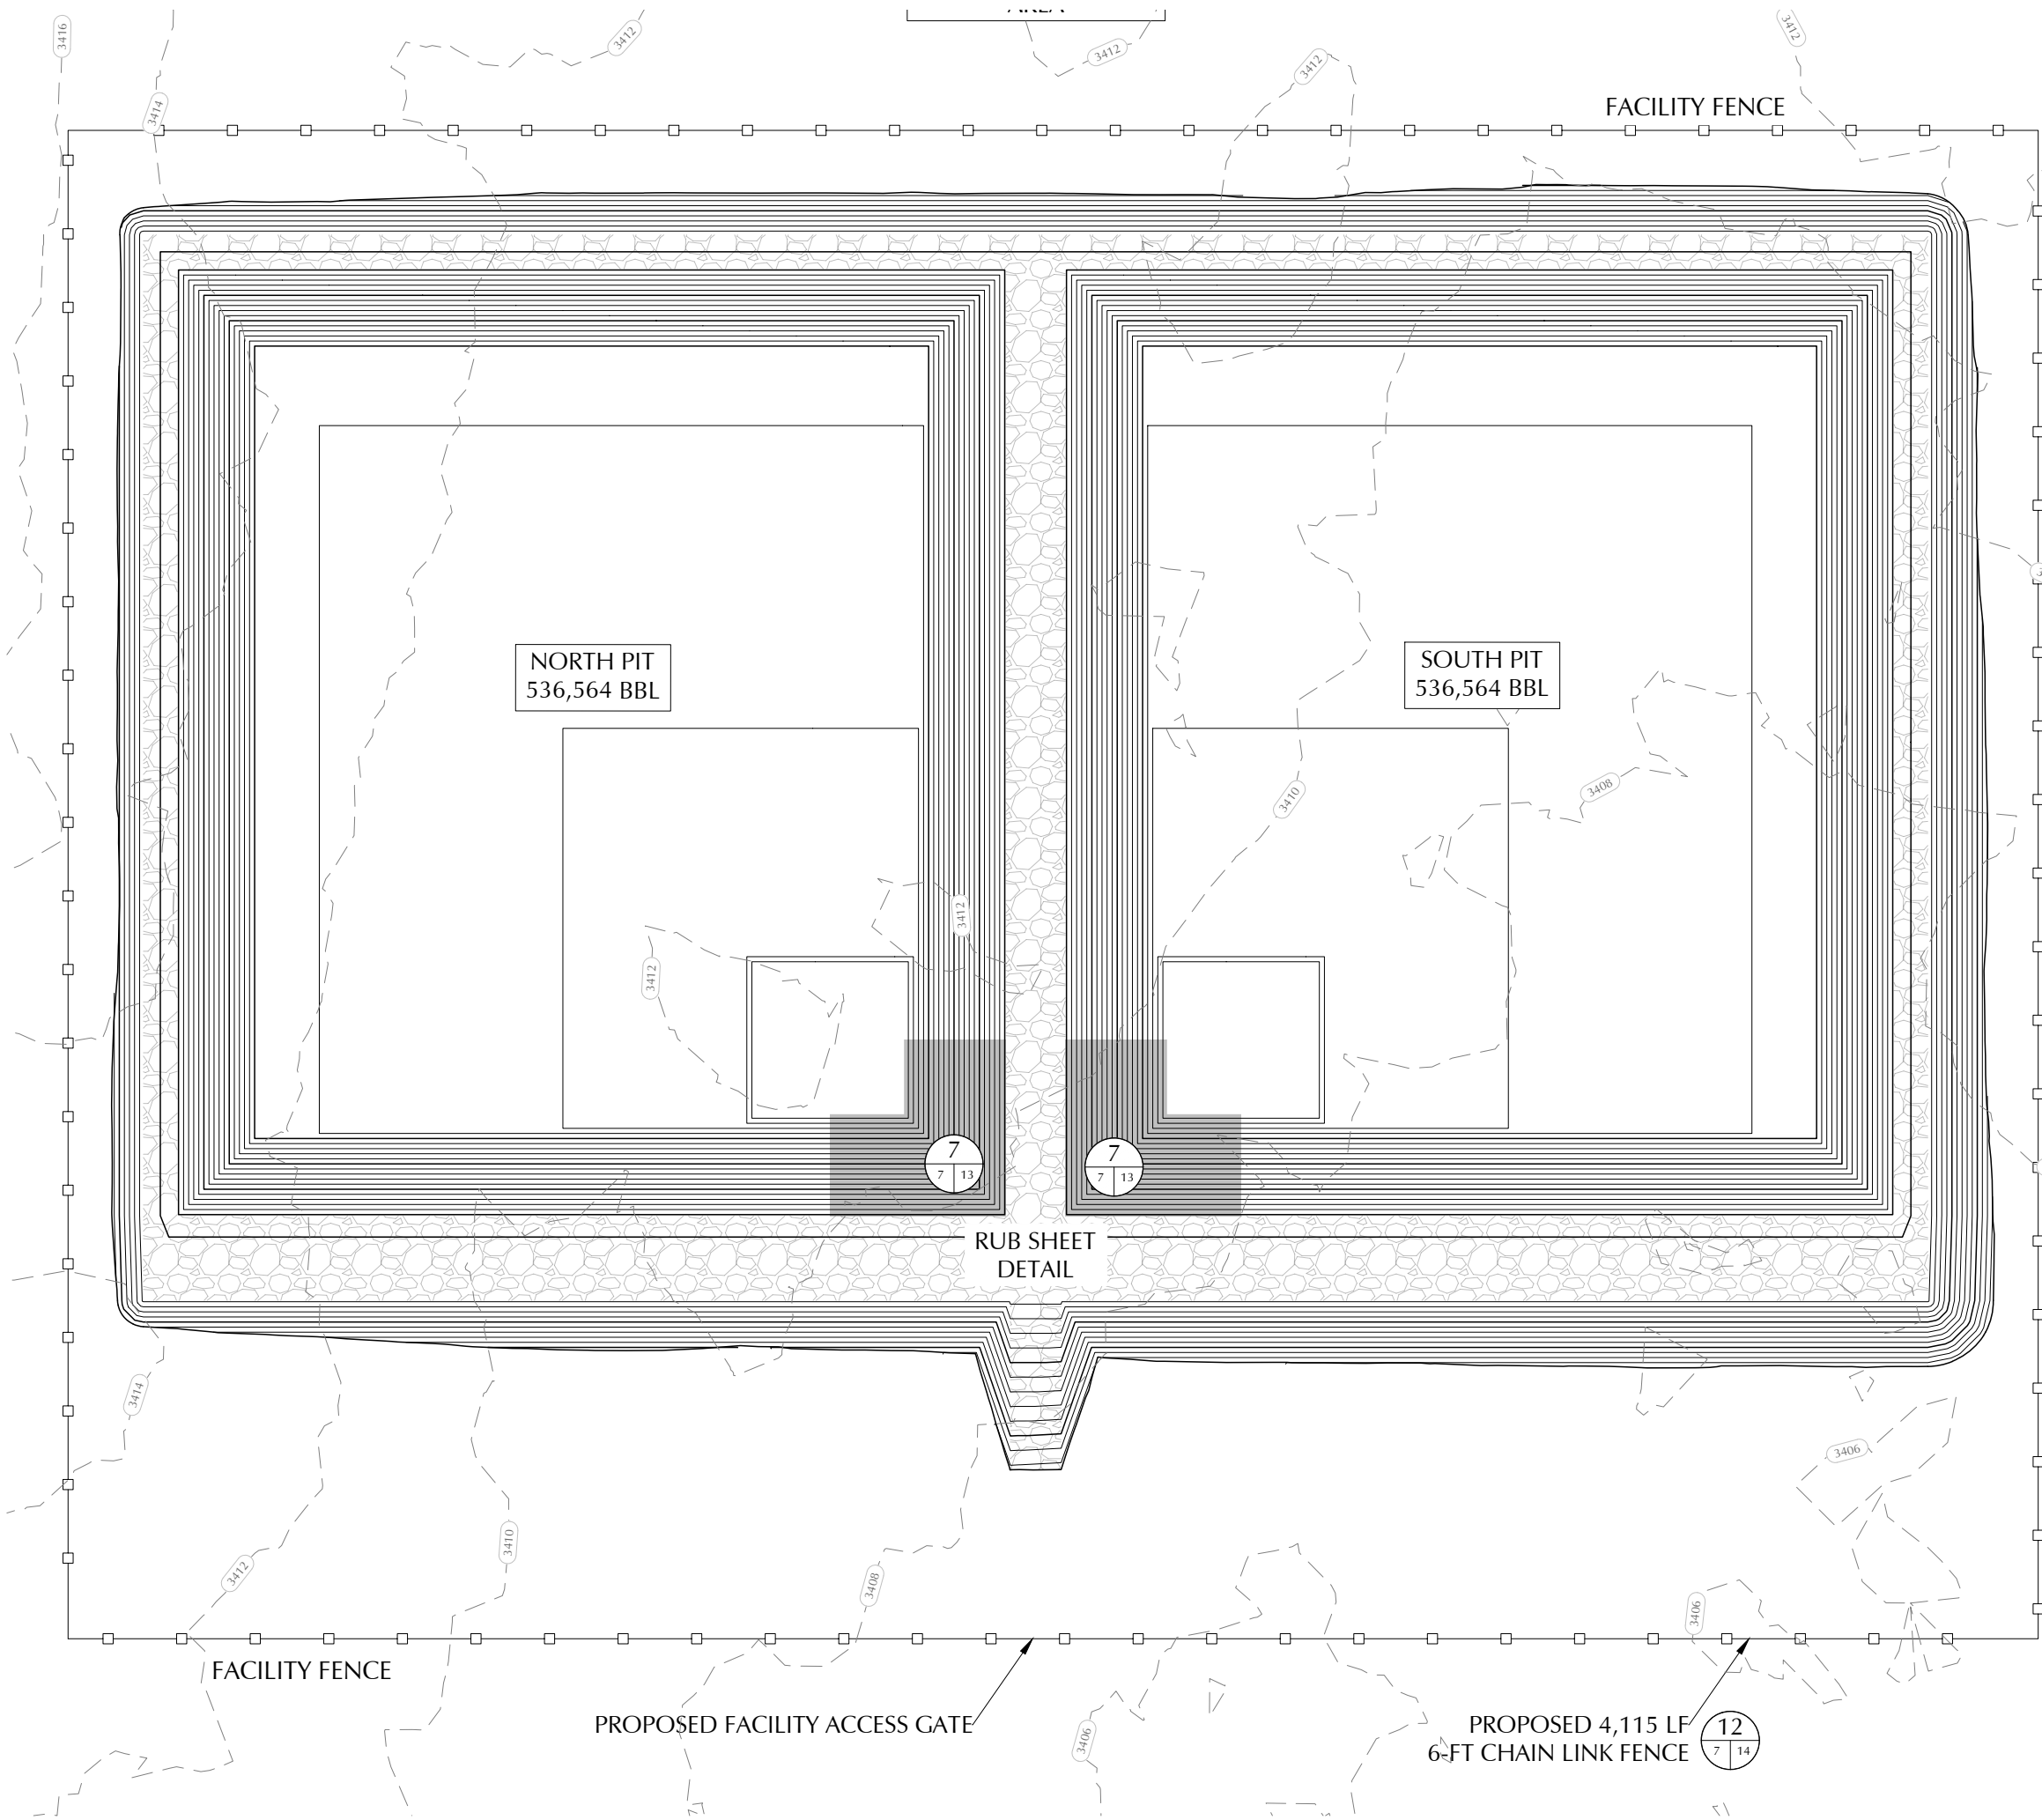 3416
3412
3412
3412
3412
3414
FACILITY FENCE
NORTH PIT
536,564 BBL
SOUTH PIT
536,564 BBL
3410
3408
3412
3412
7
7 13
7
7 13
RUB SHEET
DETAIL
3414
3406
3412
3410
3408
3406
FACILITY FENCE
PROPOSED FACILITY ACCESS GATE
3406
PROPOSED 4,115 LF
6-FT CHAIN LINK FENCE
12
7 14